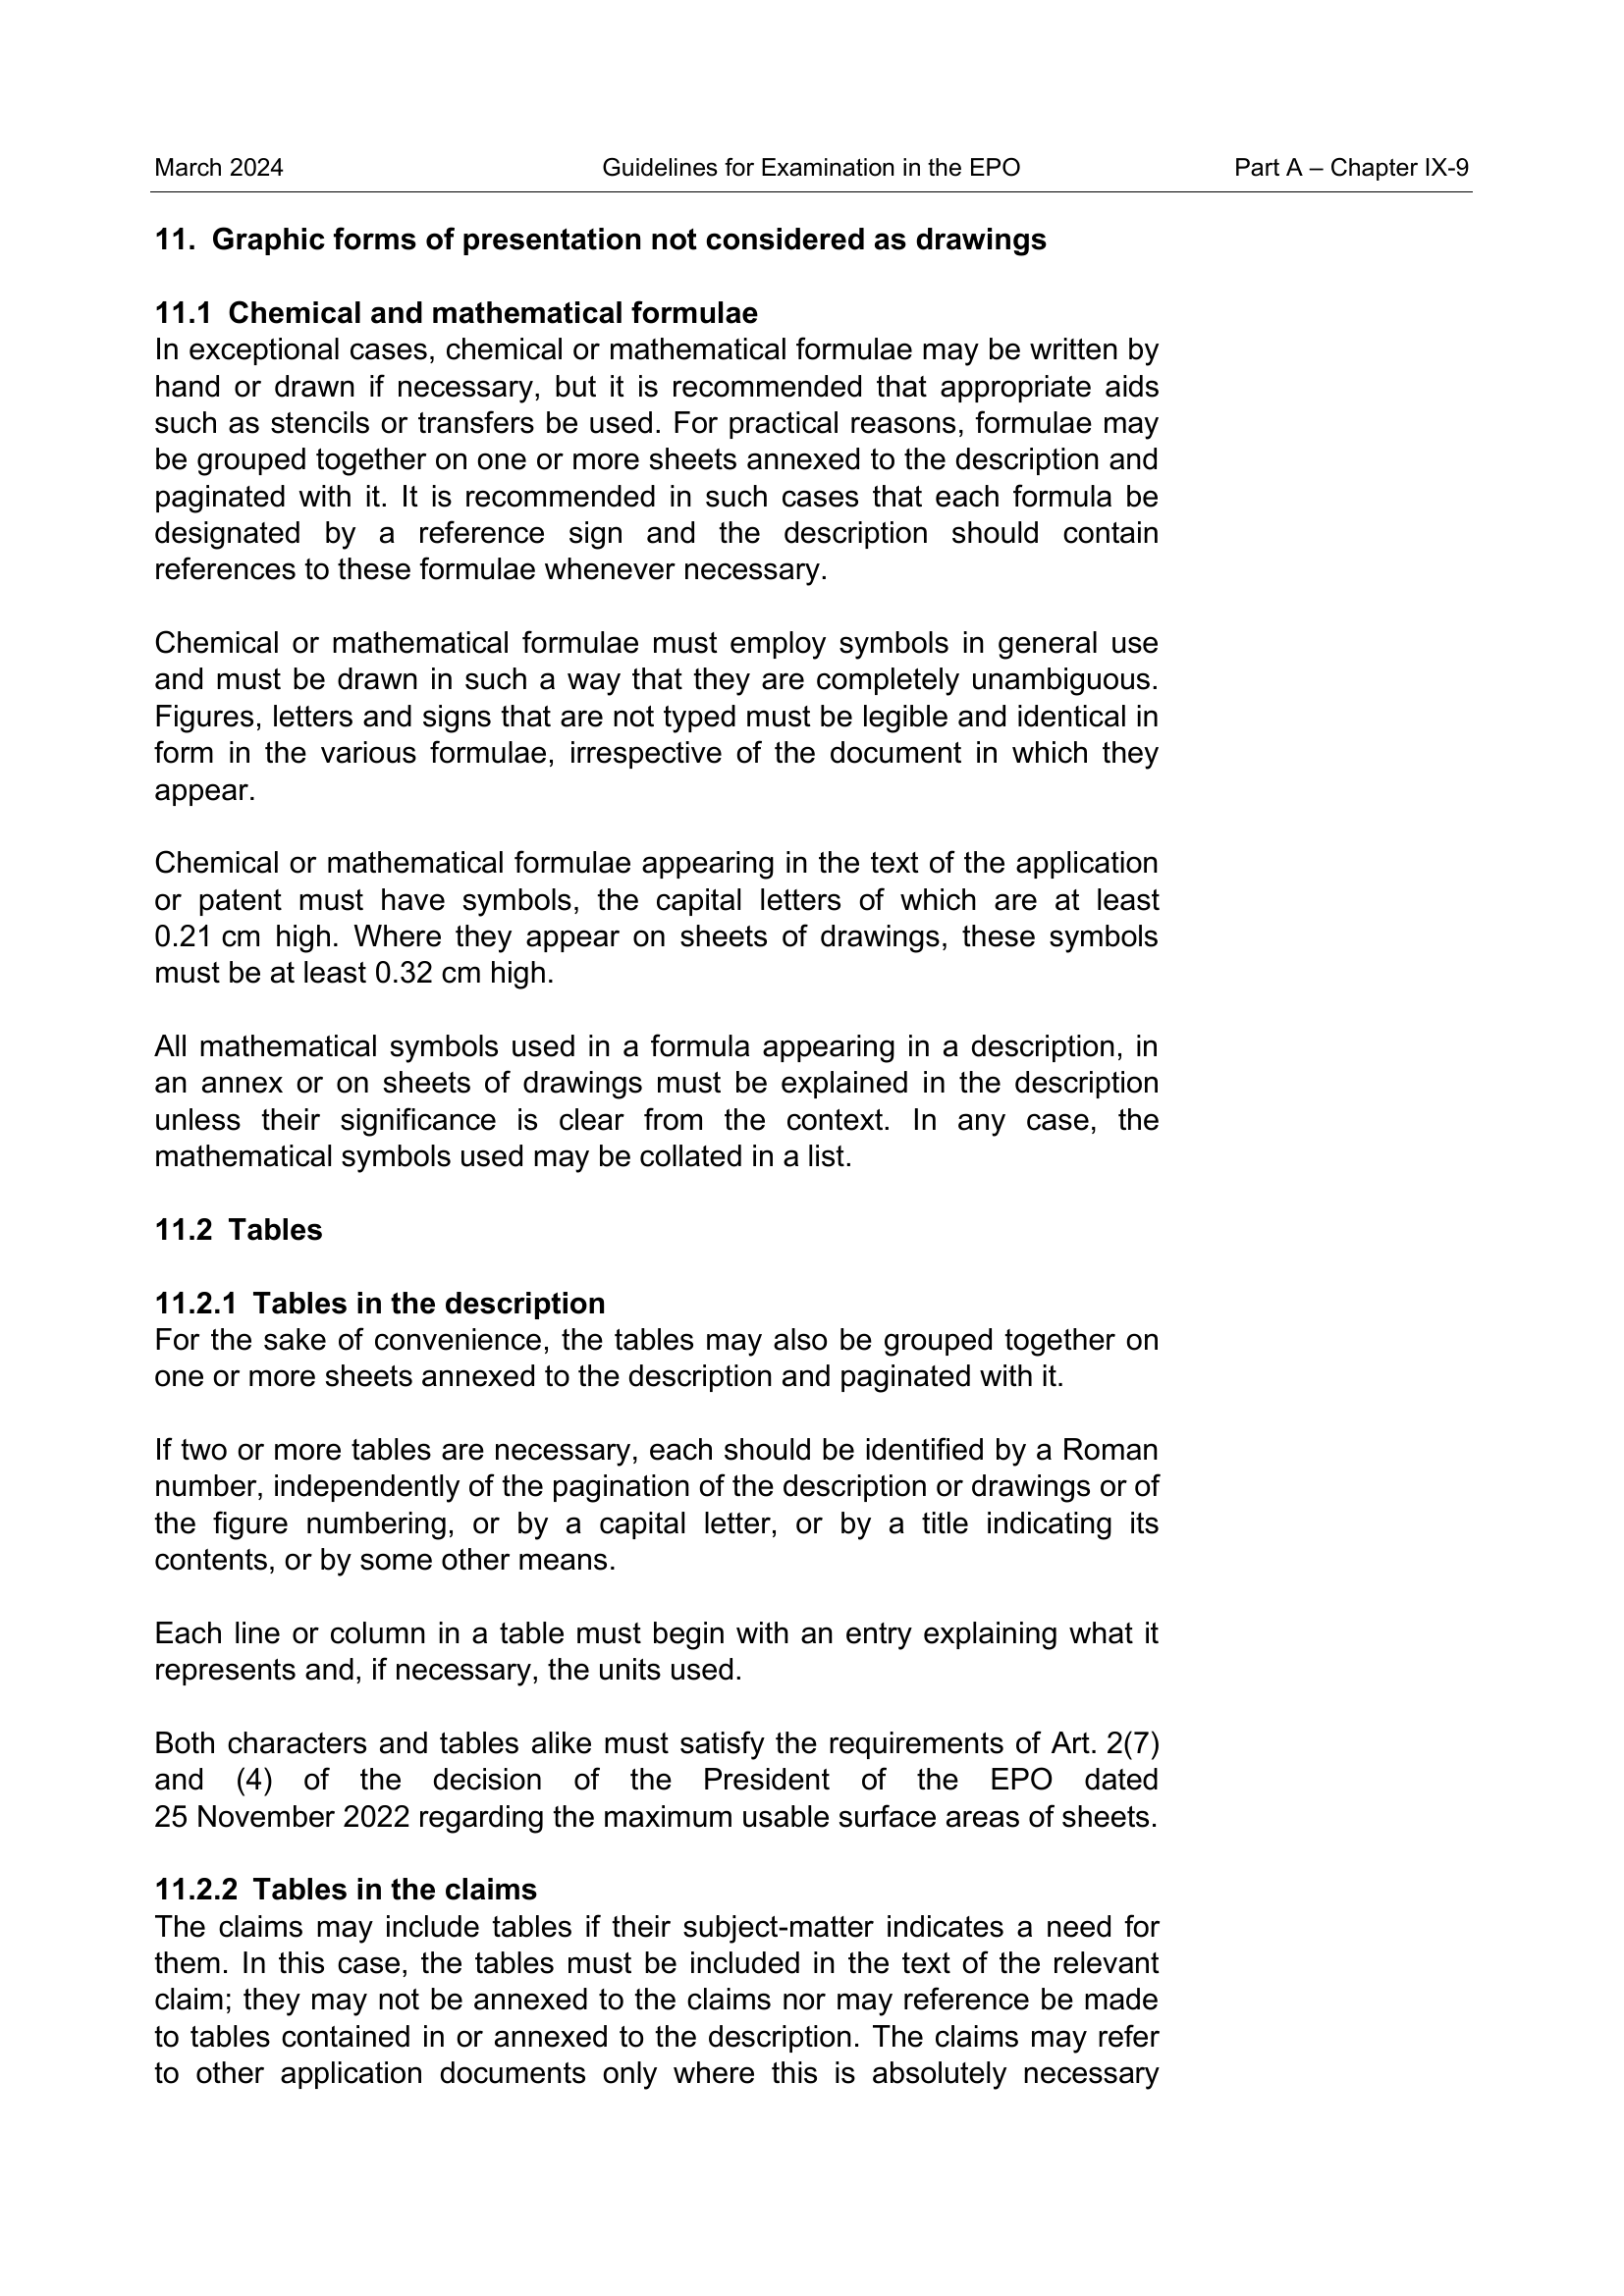 March 2024 Guidelines for Examination in the EPO Part A – Chapter IX-9
11. Graphic forms of presentation not considered as drawings
11.1 Chemical and mathematical formulae
In exceptional cases, chemical or mathematical formulae may be written by
hand or drawn if necessary, but it is recommended that appropriate aids
such as stencils or transfers be used. For practical reasons, formulae may
be grouped together on one or more sheets annexed to the description and
paginated with it. It is recommended in such cases that each formula be
designated by a reference sign and the description should contain
references to these formulae whenever necessary.
Chemical or mathematical formulae must employ symbols in general use
and must be drawn in such a way that they are completely unambiguous.
Figures, letters and signs that are not typed must be legible and identical in
form in the various formulae, irrespective of the document in which they
appear.
Chemical or mathematical formulae appearing in the text of the application
or patent must have symbols, the capital letters of which are at least
0.21 cm high. Where they appear on sheets of drawings, these symbols
must be at least 0.32 cm high.
All mathematical symbols used in a formula appearing in a description, in
an annex or on sheets of drawings must be explained in the description
unless their significance is clear from the context. In any case, the
mathematical symbols used may be collated in a list.
11.2 Tables
11.2.1 Tables in the description
For the sake of convenience, the tables may also be grouped together on
one or more sheets annexed to the description and paginated with it.
If two or more tables are necessary, each should be identified by a Roman
number, independently of the pagination of the description or drawings or of
the figure numbering, or by a capital letter, or by a title indicating its
contents, or by some other means.
Each line or column in a table must begin with an entry explaining what it
represents and, if necessary, the units used.
Both characters and tables alike must satisfy the requirements of Art. 2(7)
and (4) of the decision of the President of the EPO dated
25 November 2022 regarding the maximum usable surface areas of sheets.
11.2.2 Tables in the claims
The claims may include tables if their subject-matter indicates a need for
them. In this case, the tables must be included in the text of the relevant
claim; they may not be annexed to the claims nor may reference be made
to tables contained in or annexed to the description. The claims may refer
to other application documents only where this is absolutely necessary